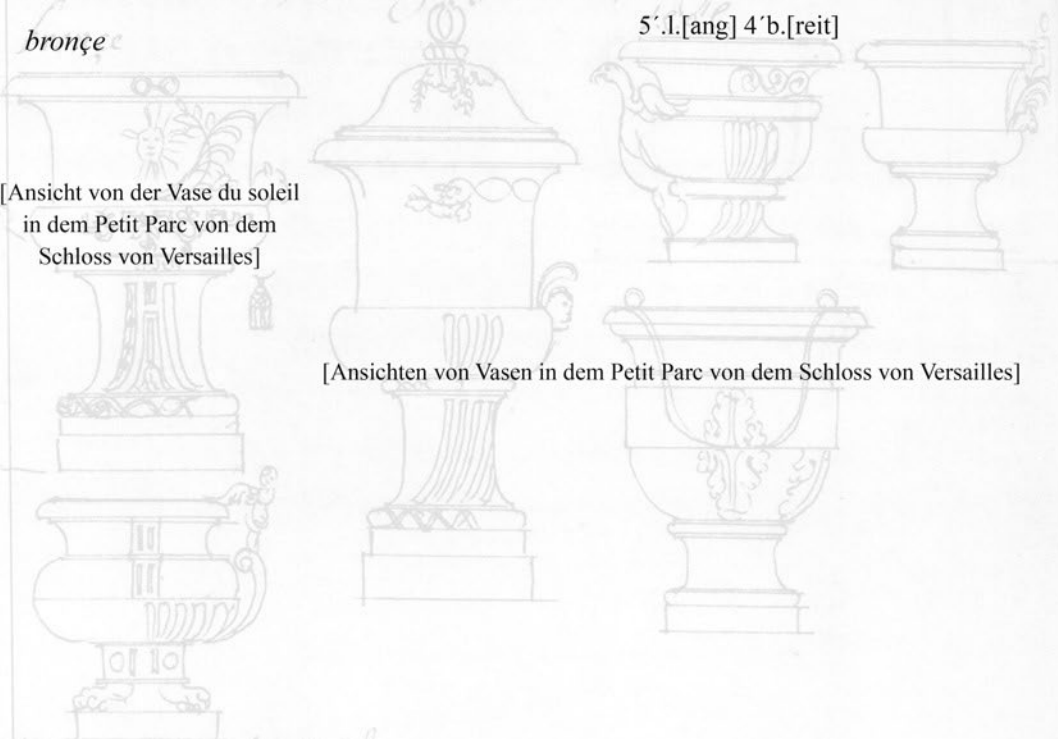 bronçe
5´.l.[ang] 4´b.[reit]
[Ansicht von der Vase du soleil
in dem Petit Parc von dem
Schloss von Versailles]
[Ansichten von Vasen in dem Petit Parc von dem Schloss von Versailles]